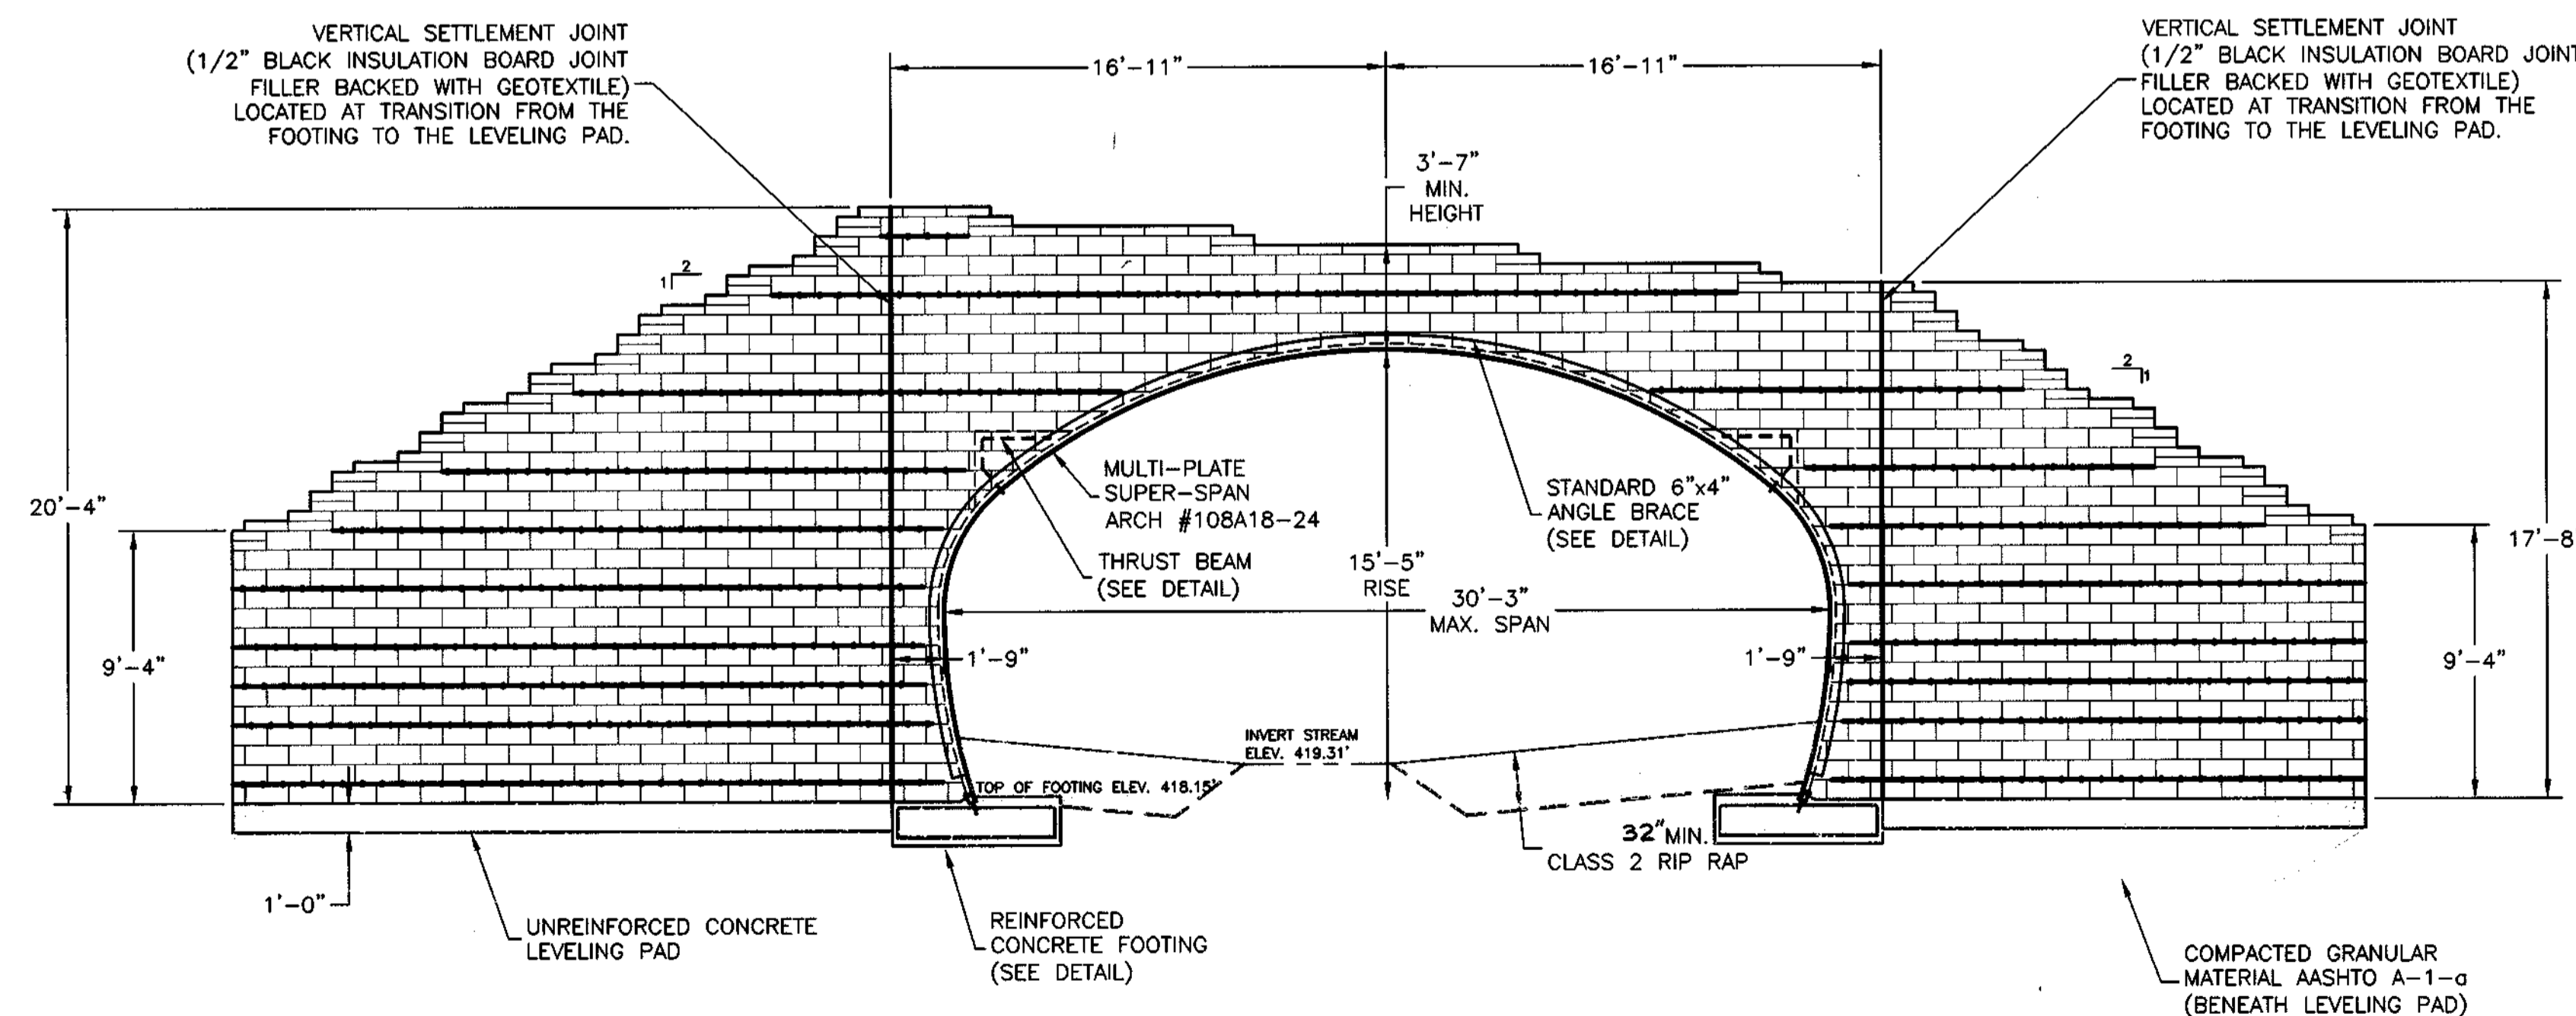 VERTICAL SETTLEMENT JOINT
(1/2" BLACK INSULATION BOARD JOINT
FILLER BACKED WITH GEOTEXTILE)
LOCATED AT TRANSITION FROM THE
FOOTING TO THE LEVELING PAD.
16'-11"
16'-11"
VERTICAL SETTLEMENT JOINT
(1/2" BLACK INSULATION BOARD JOINT
FILLER BACKED WITH GEOTEXTILE)
LOCATED AT TRANSITION FROM THE
FOOTING TO THE LEVELING PAD.
3'-7"
MIN.
HEIGHT
2
1
2
1
20'-4"
9'-4"
MULTI-PLATE
SUPER-SPAN
ARCH #108A18-24
THRUST BEAM
(SEE DETAIL)
STANDARD 6"x4"
ANGLE BRACE
(SEE DETAIL)
15'-5"
RISE
30'-3"
MAX. SPAN
1'-9"
1'-9"
17'-8
9'-4"
INVERT STREAM
ELEV. 419.31'
TOP OF FOOTING ELEV. 418.15'
32" MIN.
CLASS 2 RIP RAP
1'-0"
UNREINFORCED CONCRETE
LEVELING PAD
REINFORCED
CONCRETE FOOTING
(SEE DETAIL)
COMPACTED GRANULAR
MATERIAL AASHTO A-1-a
(BENEATH LEVELING PAD)